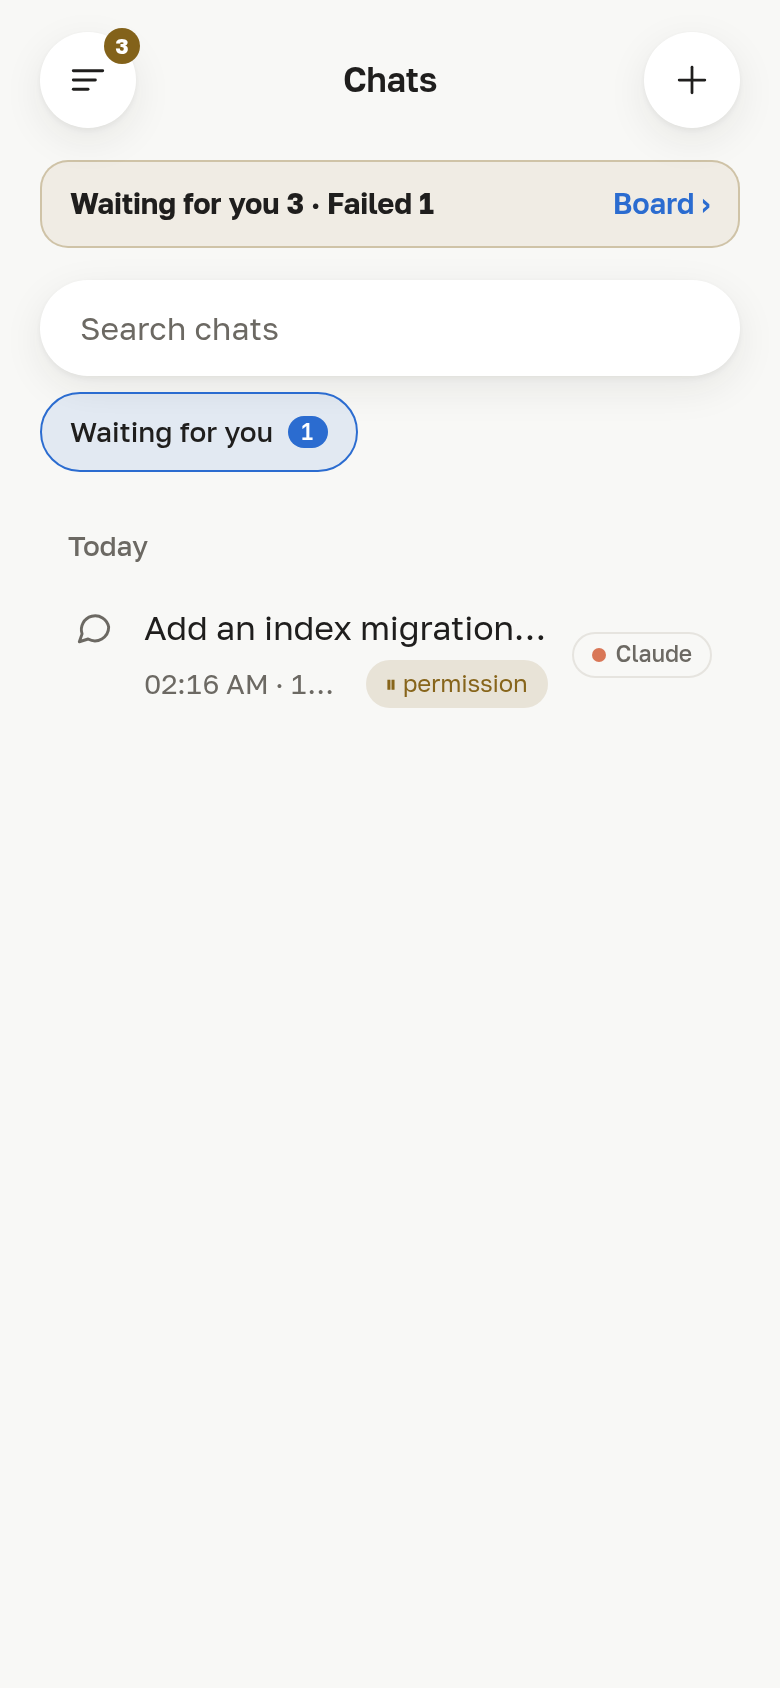 3
Chats
Waiting for you 3 · Failed 1
Board ›
Search chats
Waiting for you 1
Today
Add an index migration...
02:16 AM · 1...
permission
Claude